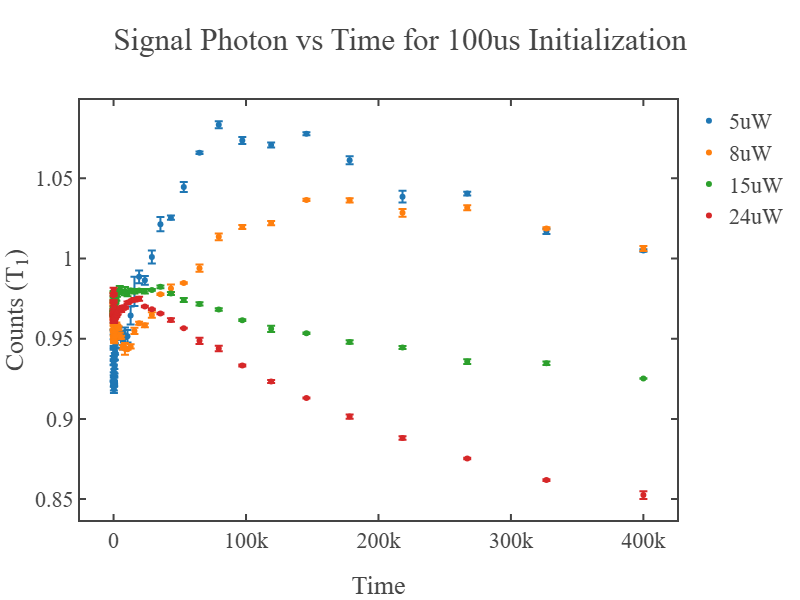 Signal Photon vs Time for 100us Initialization
5uW
8uW
15uW
24uW
Counts (T1)
1.05
1
0.95
0.9
0.85
0
100k
200k
300k
400k
Time